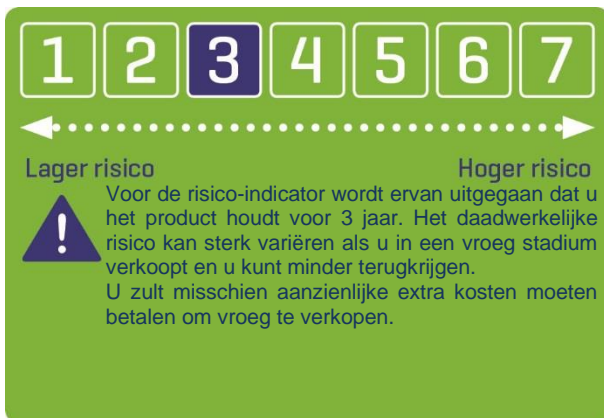 1 2 3 4 5 6 7
Lager risico Hoger risico
!
Voor de risico-indicator wordt ervan uitgegaan dat u
het product houdt voor 3 jaar. Het daadwerkelijke
risico kan sterk variëren als u in een vroeg stadium
verkoopt en u kunt minder terugkrijgen.
U zult misschien aanzienlijke extra kosten moeten
betalen om vroeg te verkopen.